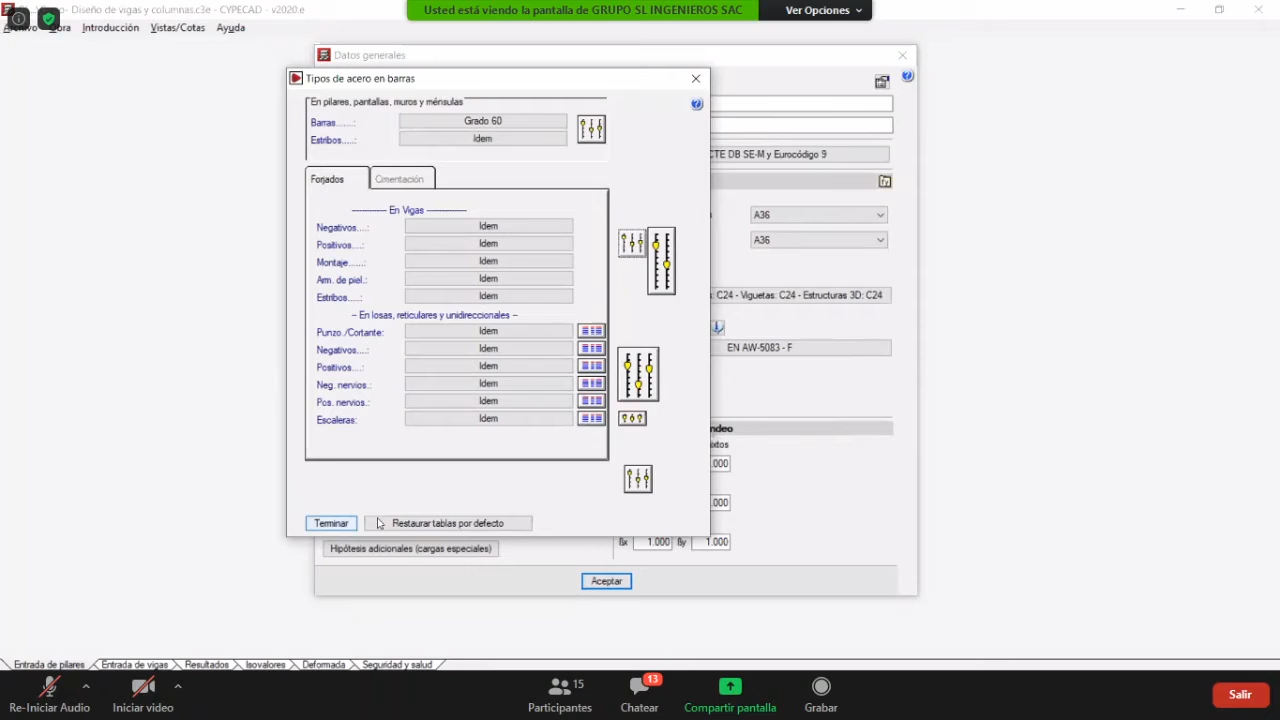 Diseño de vigas y columnas.c3e - CYPECAD - v2020.e
Usted está viendo la pantalla de GRUPO SL INGENIEROS SAC
Ver Opciones
Archivo Obra Introducción Vistas/Cotas Ayuda
Datos generales
Tipos de acero en barras
En pilares, pantallas, muros y ménsulas
Barras......: Grado 60
Estribos....: Idem
CTE DB SE-M y Eurocódigo 9
Forjados Cimentación
A36
A36
------------ En Vigas --------------
Negativos....: Idem
Positivos....: Idem
Montaje......: Idem
Arm. de piel.: Idem
Estribos.....: Idem
: C24 - Viguetas: C24 - Estructuras 3D: C24
-- En losas, reticulares y unidireccionales --
Punzo./Cortante: Idem
Negativos....: Idem
EN AW-5083 - F
Positivos....: Idem
Neg. nervios.: Idem
Pos. nervios.: Idem
Escaleras: Idem
ndeo
xtos
.000
.000
Terminar Restaurar tablas por defecto
ßx 1.000 ßy 1.000
Hipótesis adicionales (cargas especiales)
Aceptar
Entrada de pilares Entrada de vigas Resultados Isovalores Deformada Seguridad y salud
Re-Iniciar Audio
Iniciar video
15
Participantes
13
Chatear
Compartir pantalla
Grabar
Salir